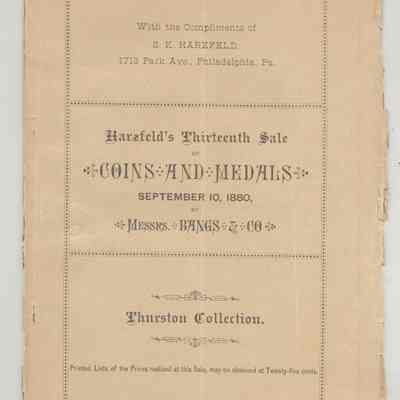 With the Compliments of
S. K. HARZFELD,
1713 Park Ave., Philadelphia, Pa.
Harzfeld's Thirteenth Sale
OF
COINS AND MEDALS
SEPTEMBER 10, 1880,
BY
MESSRS. BANGS & CO
Thurston Collection.
Printed Lists of the Prices realized at this Sale, may be obtained at Twenty-five cents.